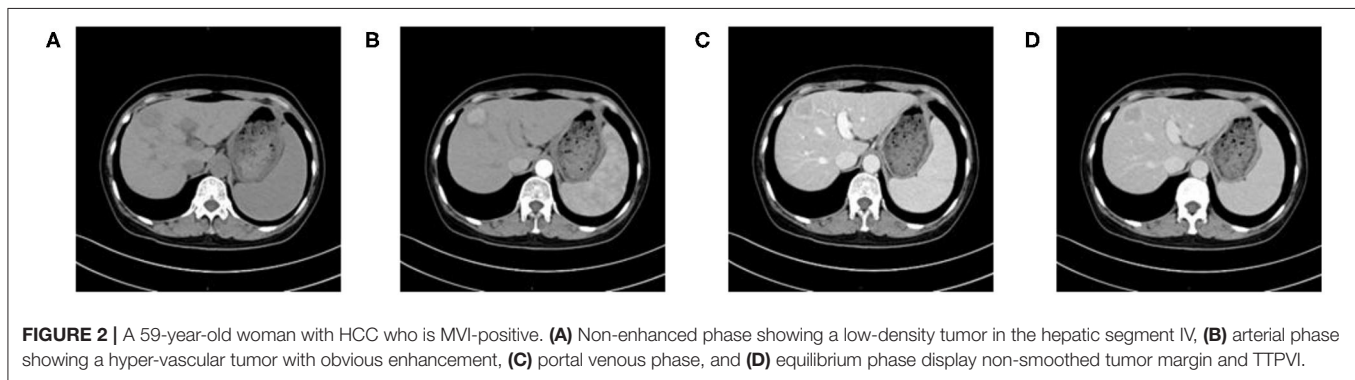 A
B
C
D
FIGURE 2 | A 59-year-old woman with HCC who is MVI-positive. (A) Non-enhanced phase showing a low-density tumor in the hepatic segment IV, (B) arterial phase
showing a hyper-vascular tumor with obvious enhancement, (C) portal venous phase, and (D) equilibrium phase display non-smoothed tumor margin and TTPVI.